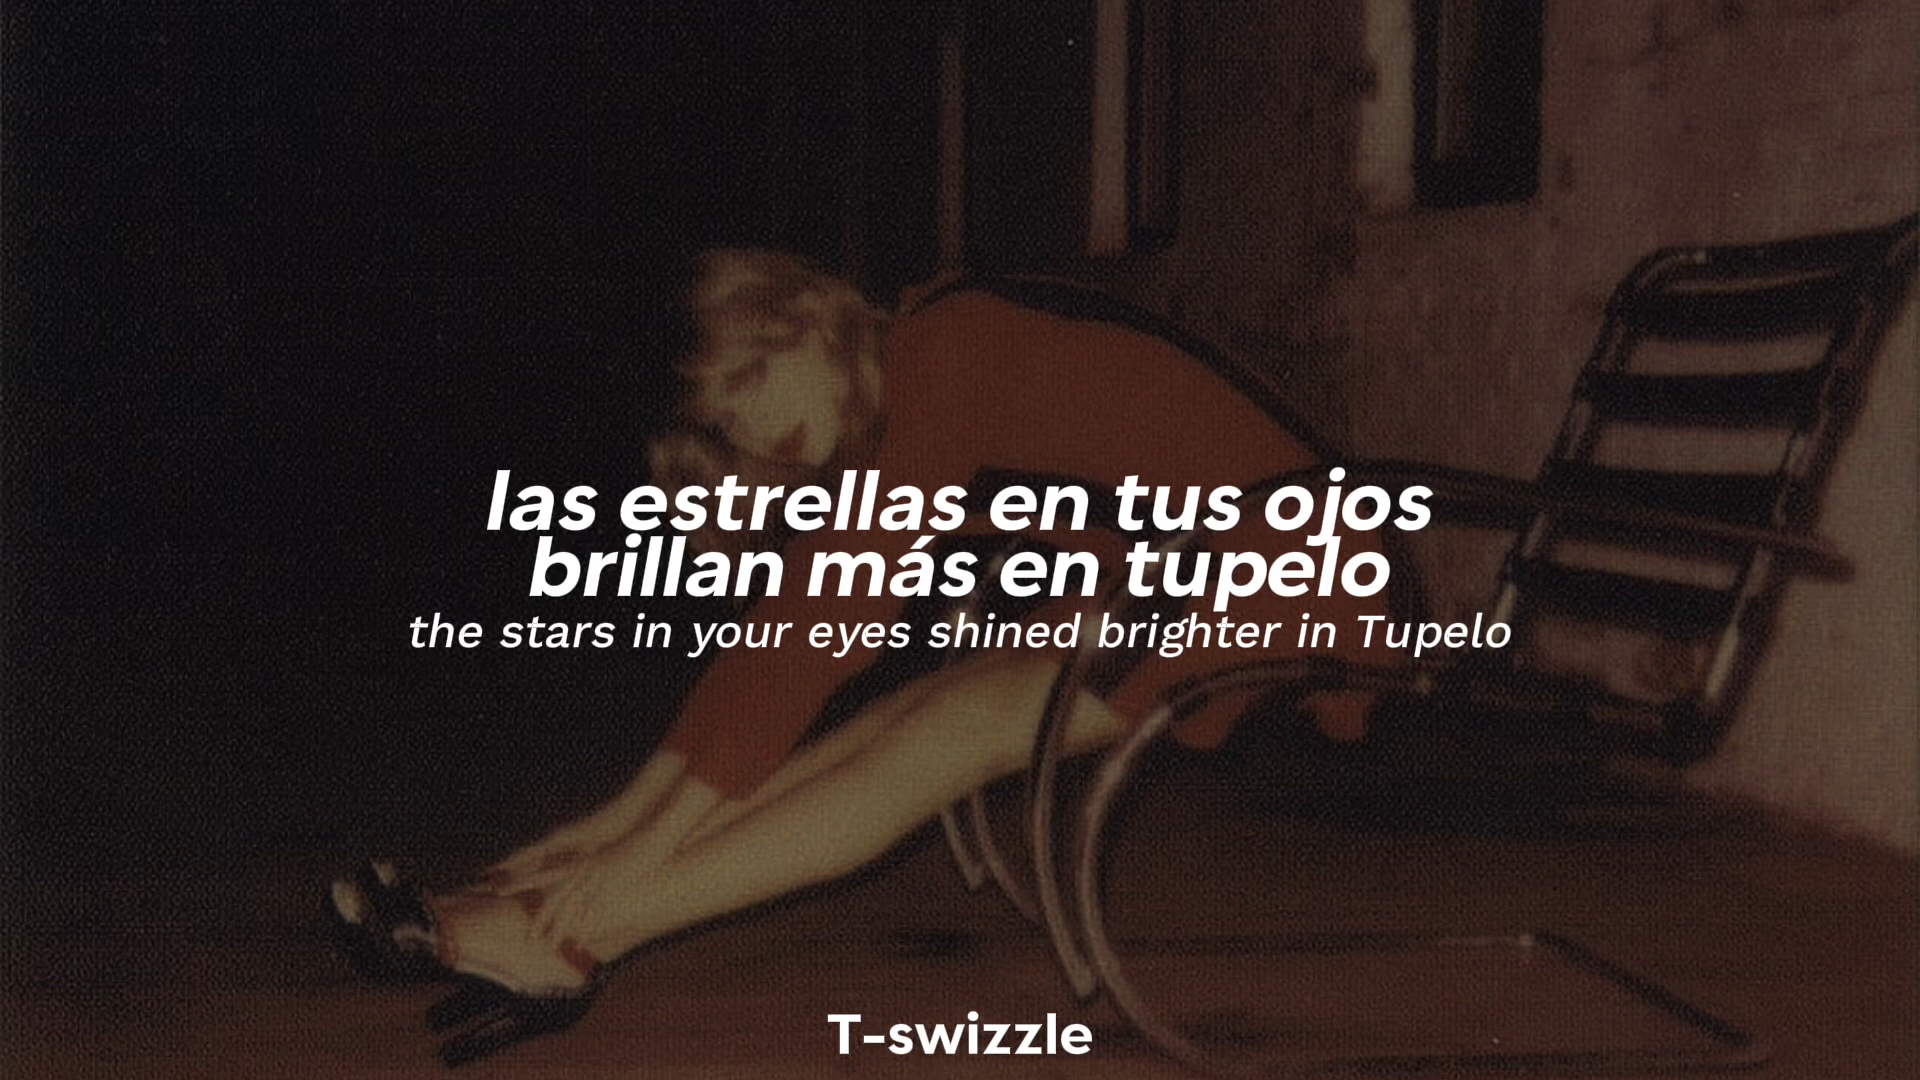 las estrellas en tus ojos
brillan más en tupelo
the stars in your eyes shined brighter in Tupelo
T-swizzle